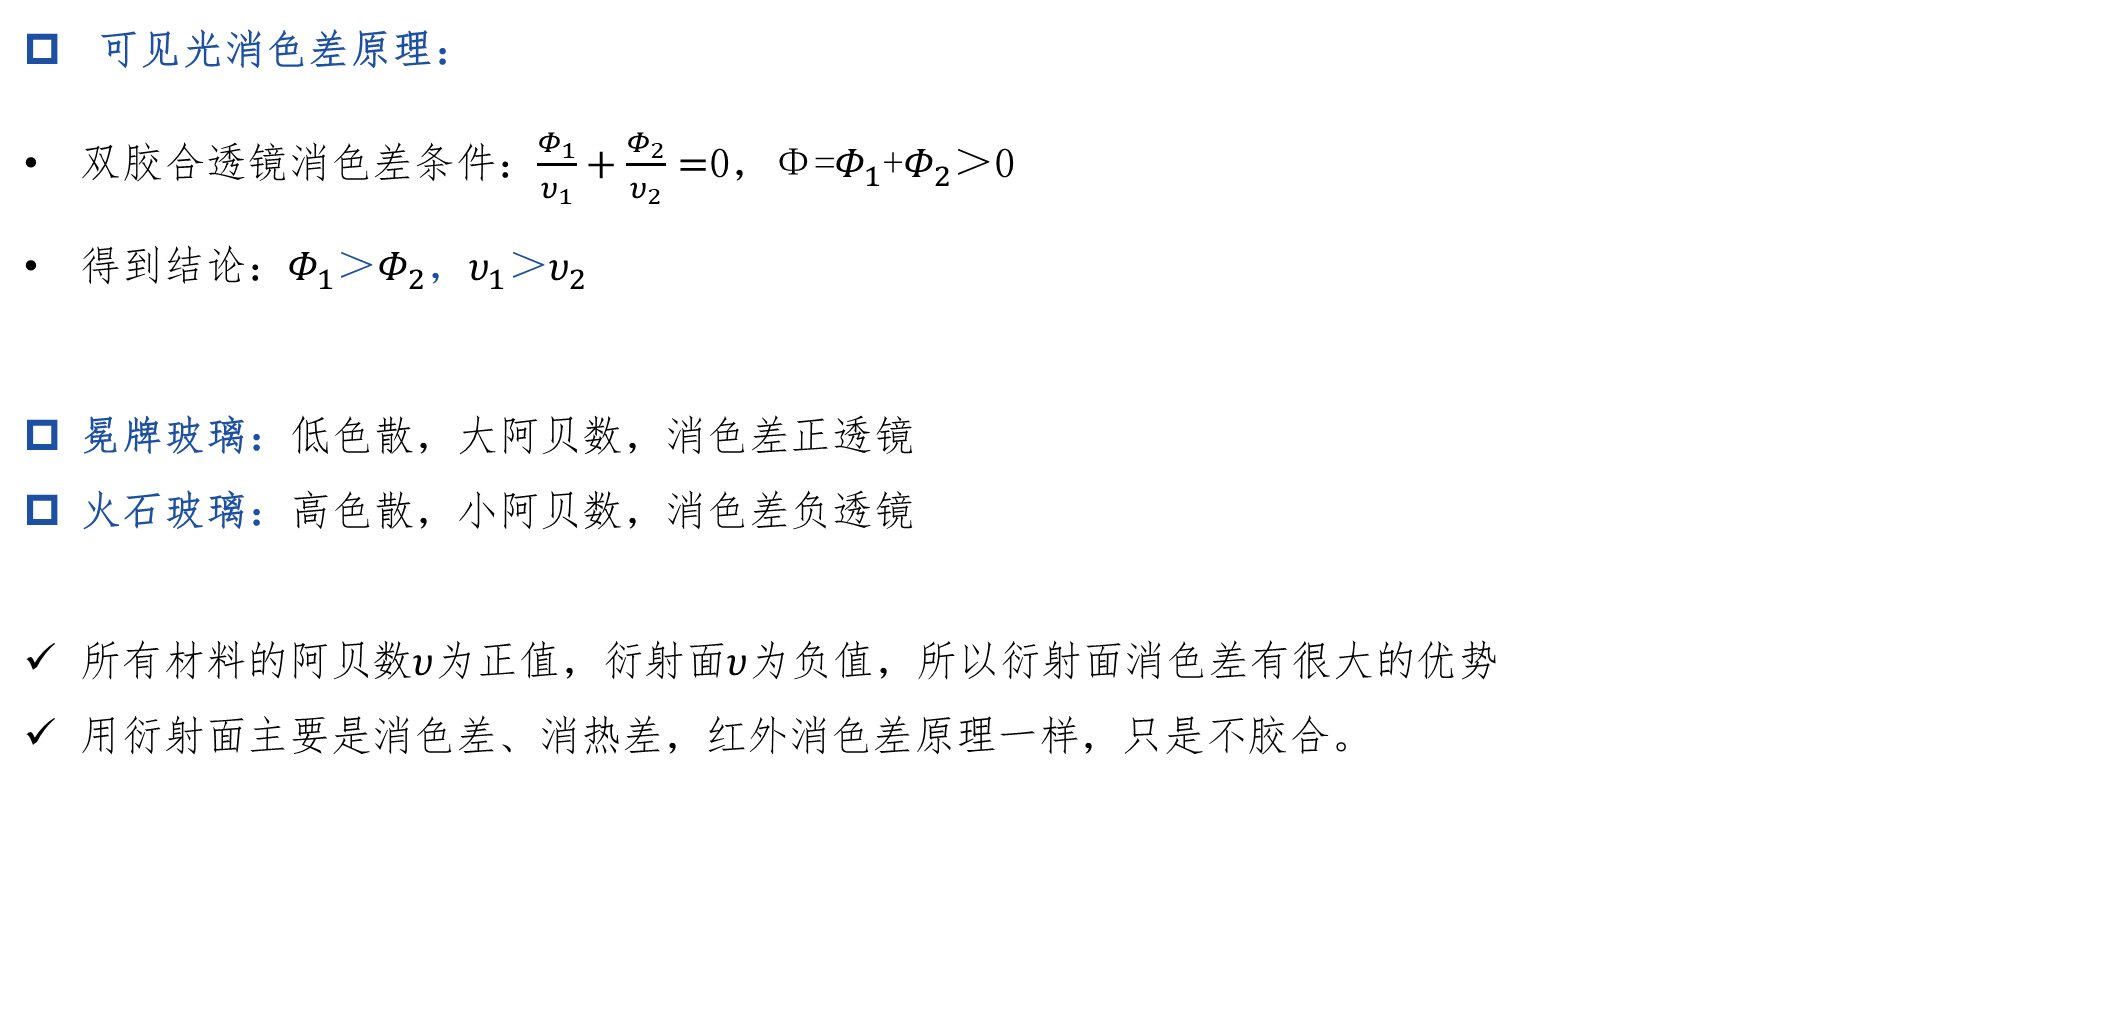 可见光消色差原理：
双胶合透镜消色差条件：Φ₁/υ₁ + Φ₂/υ₂ =0，Φ=Φ₁+Φ₂＞0
得到结论：Φ₁＞Φ₂，υ₁＞υ₂
冕牌玻璃：低色散，大阿贝数，消色差正透镜
火石玻璃：高色散，小阿贝数，消色差负透镜
所有材料的阿贝数υ为正值，衍射面υ为负值，所以衍射面消色差有很大的优势
用衍射面主要是消色差、消热差，红外消色差原理一样，只是不胶合。